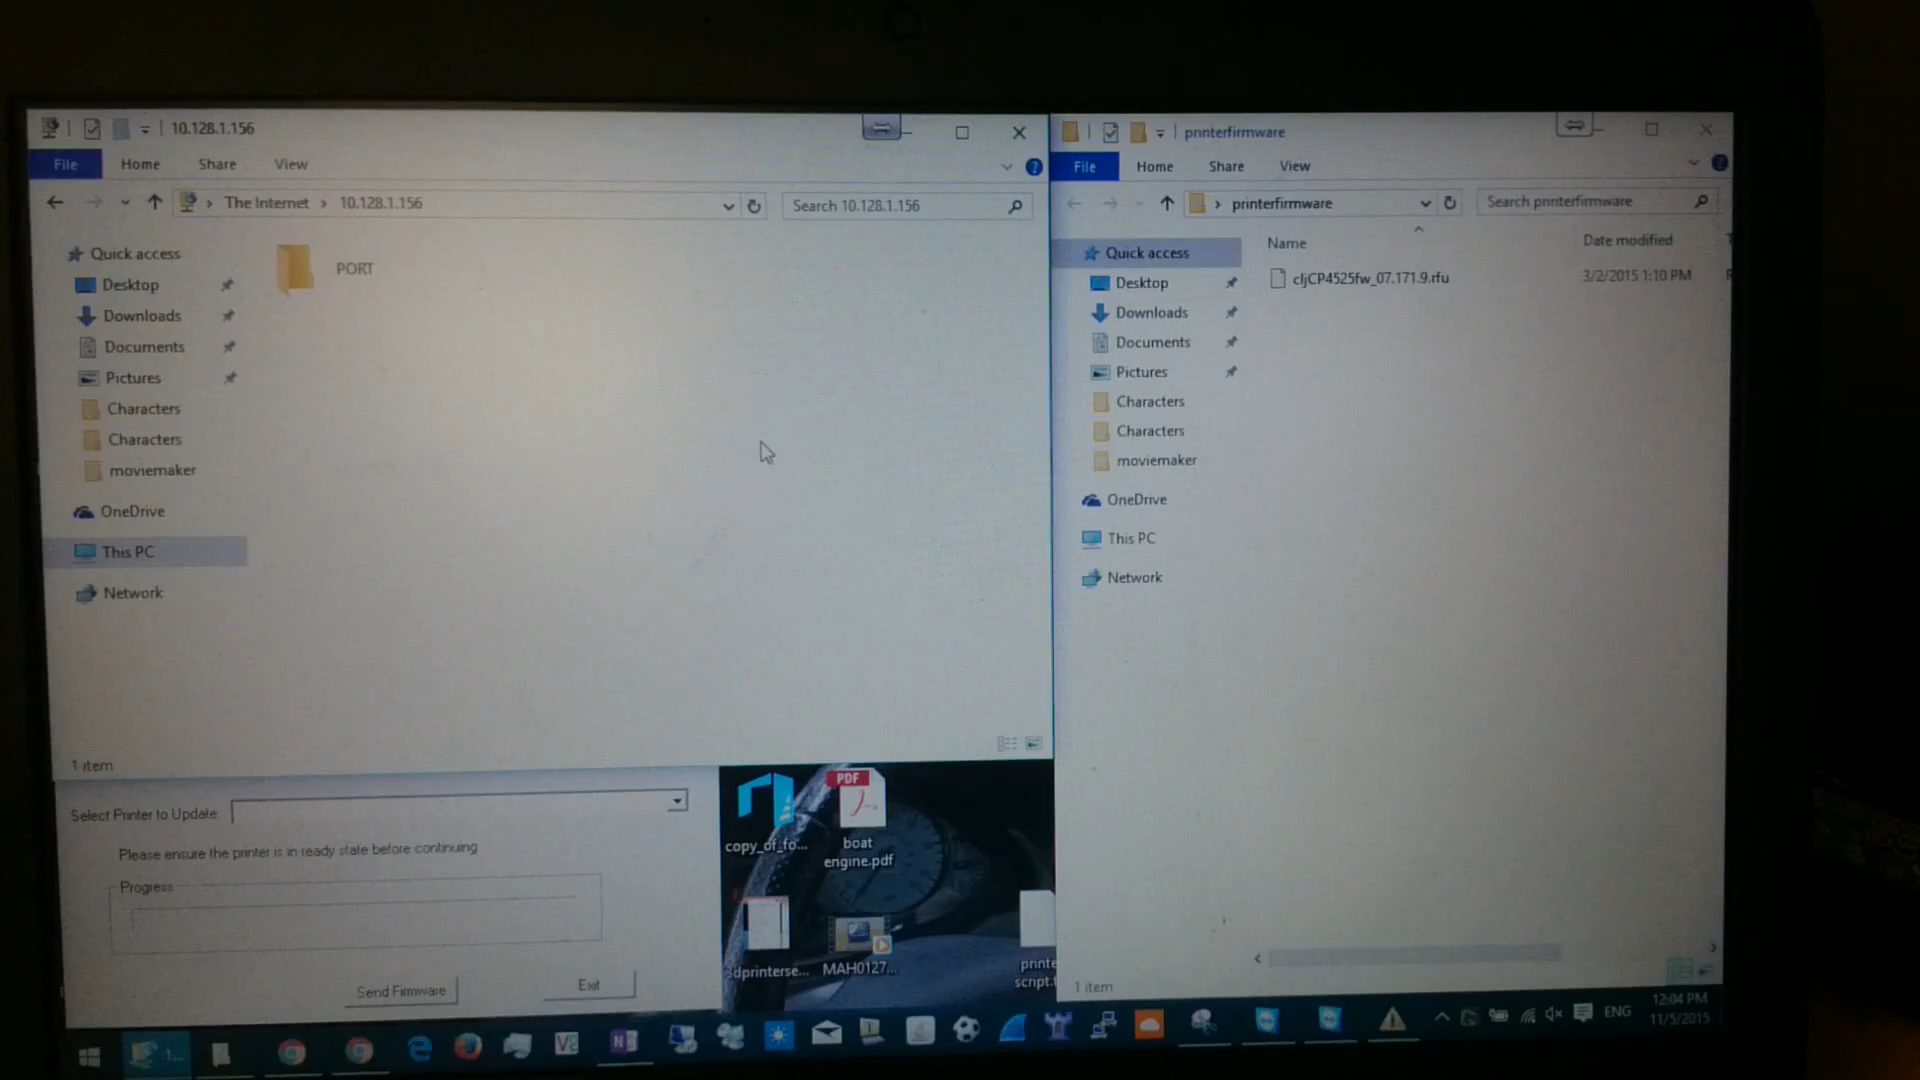 10.128.1.156
File Home Share View
The Internet > 10.128.1.156
Search 10.128.1.156
Quick access
Desktop
Downloads
Documents
Pictures
Characters
Characters
moviemaker
OneDrive
This PC
Network
PORT
1 item
printerfirmware
File Home Share View
printerfirmware
Search printerfirmware
Name Date modified
cljCP4525fw_07.171.9.rfu 3/2/2015 1:10 PM
Quick access
Desktop
Downloads
Documents
Pictures
Characters
Characters
moviemaker
OneDrive
This PC
Network
1 item
Select Printer to Update:
Please ensure the printer is in ready state before continuing
Progress
Send Firmware Exit
copy_of_fo...
PDF
boat
engine.pdf
3dprinterse...
MAH0127...
printe
script.t
1...
ENG
12:04 PM
11/5/2015